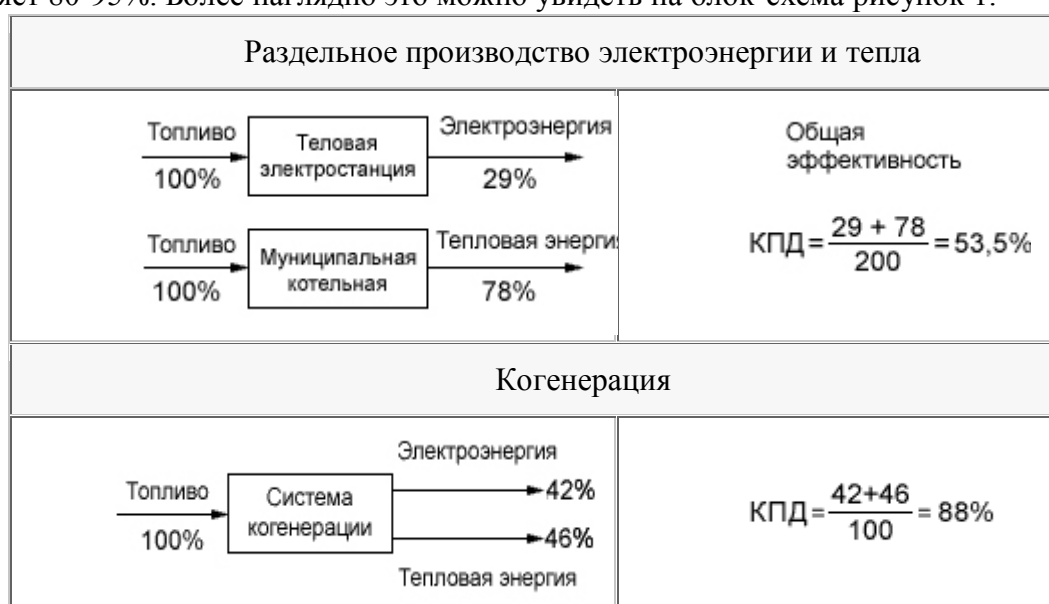 80-95%. Более наглядно это можно увидеть на блок-схема рисунок 1.
Раздельное производство электроэнергии и тепла
Топливо
100%
Теловая
электростанция
Электроэнергия
29%
Топливо
100%
Муниципальная
котельная
Тепловая энерги
78%
Общая
эффективность
КПД = 29 + 78 / 200 = 53,5%
Когенерация
Топливо
100%
Система
когенерации
Электроэнергия
42%
46%
Тепловая энергия
КПД = 42+46 / 100 = 88%